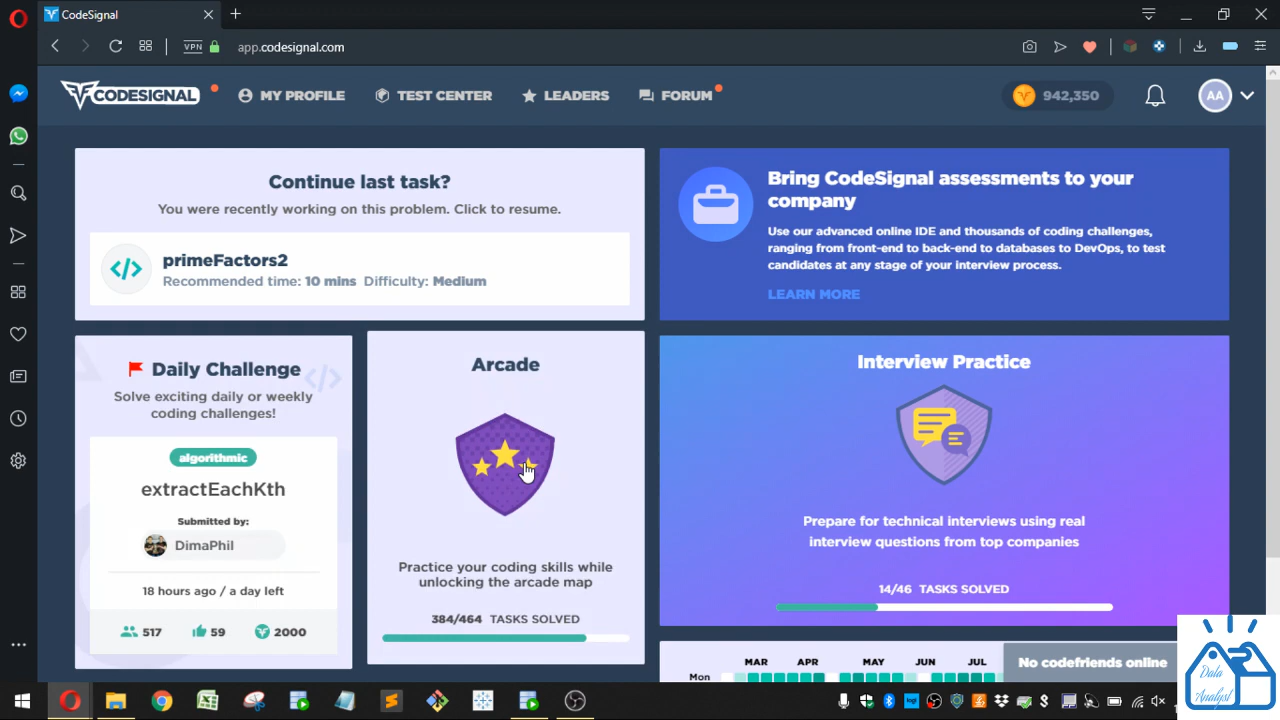 CodeSignal
VPN
app.codesignal.com
CODESIGNAL
MY PROFILE
TEST CENTER
LEADERS
FORUM
942,350
AA
Continue last task?
You were recently working on this problem. Click to resume.
primeFactors2
Recommended time: 10 mins Difficulty: Medium
Bring CodeSignal assessments to your
company
Use our advanced online IDE and thousands of coding challenges,
ranging from front-end to back-end to databases to DevOps, to test
candidates at any stage of your interview process.
LEARN MORE
Daily Challenge
Solve exciting daily or weekly
coding challenges!
algorithmic
extractEachKth
Submitted by:
DimaPhil
18 hours ago / a day left
517 59 2000
Arcade
Practice your coding skills while
unlocking the arcade map
384/464 TASKS SOLVED
Interview Practice
Prepare for technical interviews using real
interview questions from top companies
14/46 TASKS SOLVED
MAR APR MAY JUN JUL
Mon
No codefriends online
Data
Analyst